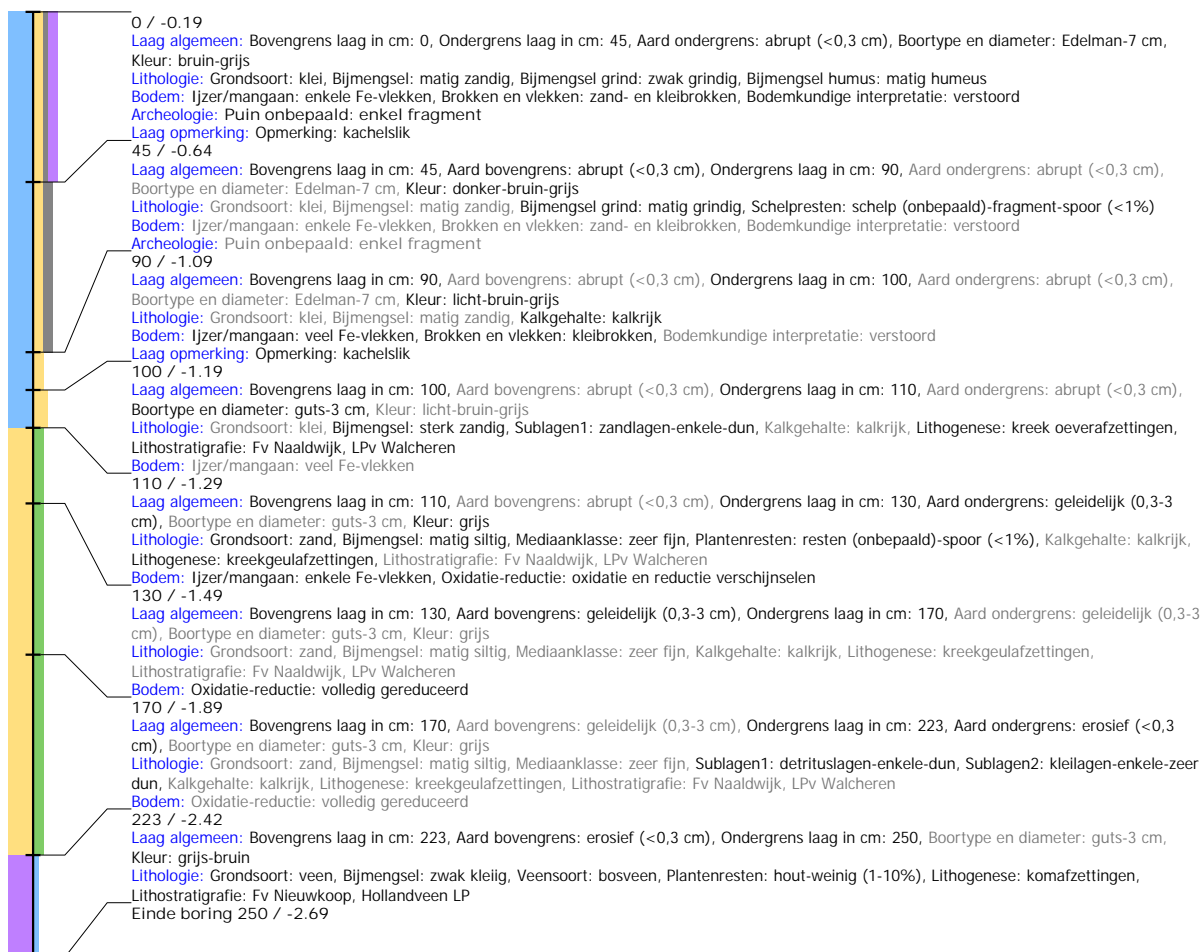 0 / -0.19
Laag algemeen: Bovengrens laag in cm: 0, Ondergrens laag in cm: 45, Aard ondergrens: abrupt (<0,3 cm), Boortype en diameter: Edelman-7 cm,
Kleur: bruin-grijs
Lithologie: Grondsoort: klei, Bijmengsel: matig zandig, Bijmengsel grind: zwak grindig, Bijmengsel humus: matig humeus
Bodem: Ijzer/mangaan: enkele Fe-vlekken, Brokken en vlekken: zand- en kleibrokken, Bodemkundige interpretatie: verstoord
Archeologie: Puin onbepaald: enkel fragment
Laag opmerking: Opmerking: kachelslik
45 / -0.64
Laag algemeen: Bovengrens laag in cm: 45, Aard bovengrens: abrupt (<0,3 cm), Ondergrens laag in cm: 90, Aard ondergrens: abrupt (<0,3 cm),
Boortype en diameter: Edelman-7 cm, Kleur: donker-bruin-grijs
Lithologie: Grondsoort: klei, Bijmengsel: matig zandig, Bijmengsel grind: matig grindig, Schelpresten: schelp (onbepaald)-fragment-spoor (<1%)
Bodem: Ijzer/mangaan: enkele Fe-vlekken, Brokken en vlekken: zand- en kleibrokken, Bodemkundige interpretatie: verstoord
Archeologie: Puin onbepaald: enkel fragment
90 / -1.09
Laag algemeen: Bovengrens laag in cm: 90, Aard bovengrens: abrupt (<0,3 cm), Ondergrens laag in cm: 100, Aard ondergrens: abrupt (<0,3 cm),
Boortype en diameter: Edelman-7 cm, Kleur: licht-bruin-grijs
Lithologie: Grondsoort: klei, Bijmengsel: matig zandig, Kalkgehalte: kalkrijk
Bodem: Ijzer/mangaan: veel Fe-vlekken, Brokken en vlekken: kleibrokken, Bodemkundige interpretatie: verstoord
Laag opmerking: Opmerking: kachelslik
100 / -1.19
Laag algemeen: Bovengrens laag in cm: 100, Aard bovengrens: abrupt (<0,3 cm), Ondergrens laag in cm: 110, Aard ondergrens: abrupt (<0,3 cm),
Boortype en diameter: guts-3 cm, Kleur: licht-bruin-grijs
Lithologie: Grondsoort: klei, Bijmengsel: sterk zandig, Sublagen1: zandlagen-enkele-dun, Kalkgehalte: kalkrijk, Lithogenese: kreek oeverafzettingen,
Lithostratigrafie: Fv Naaldwijk, LPv Walcheren
Bodem: Ijzer/mangaan: veel Fe-vlekken
110 / -1.29
Laag algemeen: Bovengrens laag in cm: 110, Aard bovengrens: abrupt (<0,3 cm), Ondergrens laag in cm: 130, Aard ondergrens: geleidelijk (0,3-3
cm), Boortype en diameter: guts-3 cm, Kleur: grijs
Lithologie: Grondsoort: zand, Bijmengsel: matig siltig, Mediaanklasse: zeer fijn, Plantenresten: resten (onbepaald)-spoor (<1%), Kalkgehalte: kalkrijk,
Lithogenese: kreekgeulafzettingen, Lithostratigrafie: Fv Naaldwijk, LPv Walcheren
Bodem: Ijzer/mangaan: enkele Fe-vlekken, Oxidatie-reductie: oxidatie en reductie verschijnselen
130 / -1.49
Laag algemeen: Bovengrens laag in cm: 130, Aard bovengrens: geleidelijk (0,3-3 cm), Ondergrens laag in cm: 170, Aard ondergrens: geleidelijk (0,3-3
cm), Boortype en diameter: guts-3 cm, Kleur: grijs
Lithologie: Grondsoort: zand, Bijmengsel: matig siltig, Mediaanklasse: zeer fijn, Kalkgehalte: kalkrijk, Lithogenese: kreekgeulafzettingen,
Lithostratigrafie: Fv Naaldwijk, LPv Walcheren
Bodem: Oxidatie-reductie: volledig gereduceerd
170 / -1.89
Laag algemeen: Bovengrens laag in cm: 170, Aard bovengrens: geleidelijk (0,3-3 cm), Ondergrens laag in cm: 223, Aard ondergrens: erosief (<0,3
cm), Boortype en diameter: guts-3 cm, Kleur: grijs
Lithologie: Grondsoort: zand, Bijmengsel: matig siltig, Mediaanklasse: zeer fijn, Sublagen1: detrituslagen-enkele-dun, Sublagen2: kleilagen-enkele-zeer
dun, Kalkgehalte: kalkrijk, Lithogenese: kreekgeulafzettingen, Lithostratigrafie: Fv Naaldwijk, LPv Walcheren
Bodem: Oxidatie-reductie: volledig gereduceerd
223 / -2.42
Laag algemeen: Bovengrens laag in cm: 223, Aard bovengrens: erosief (<0,3 cm), Ondergrens laag in cm: 250, Boortype en diameter: guts-3 cm,
Kleur: grijs-bruin
Lithologie: Grondsoort: veen, Bijmengsel: zwak kleiig, Veensoort: bosveen, Plantenresten: hout-weinig (1-10%), Lithogenese: komafzettingen,
Lithostratigrafie: Fv Nieuwkoop, Hollandveen LP
Einde boring 250 / -2.69